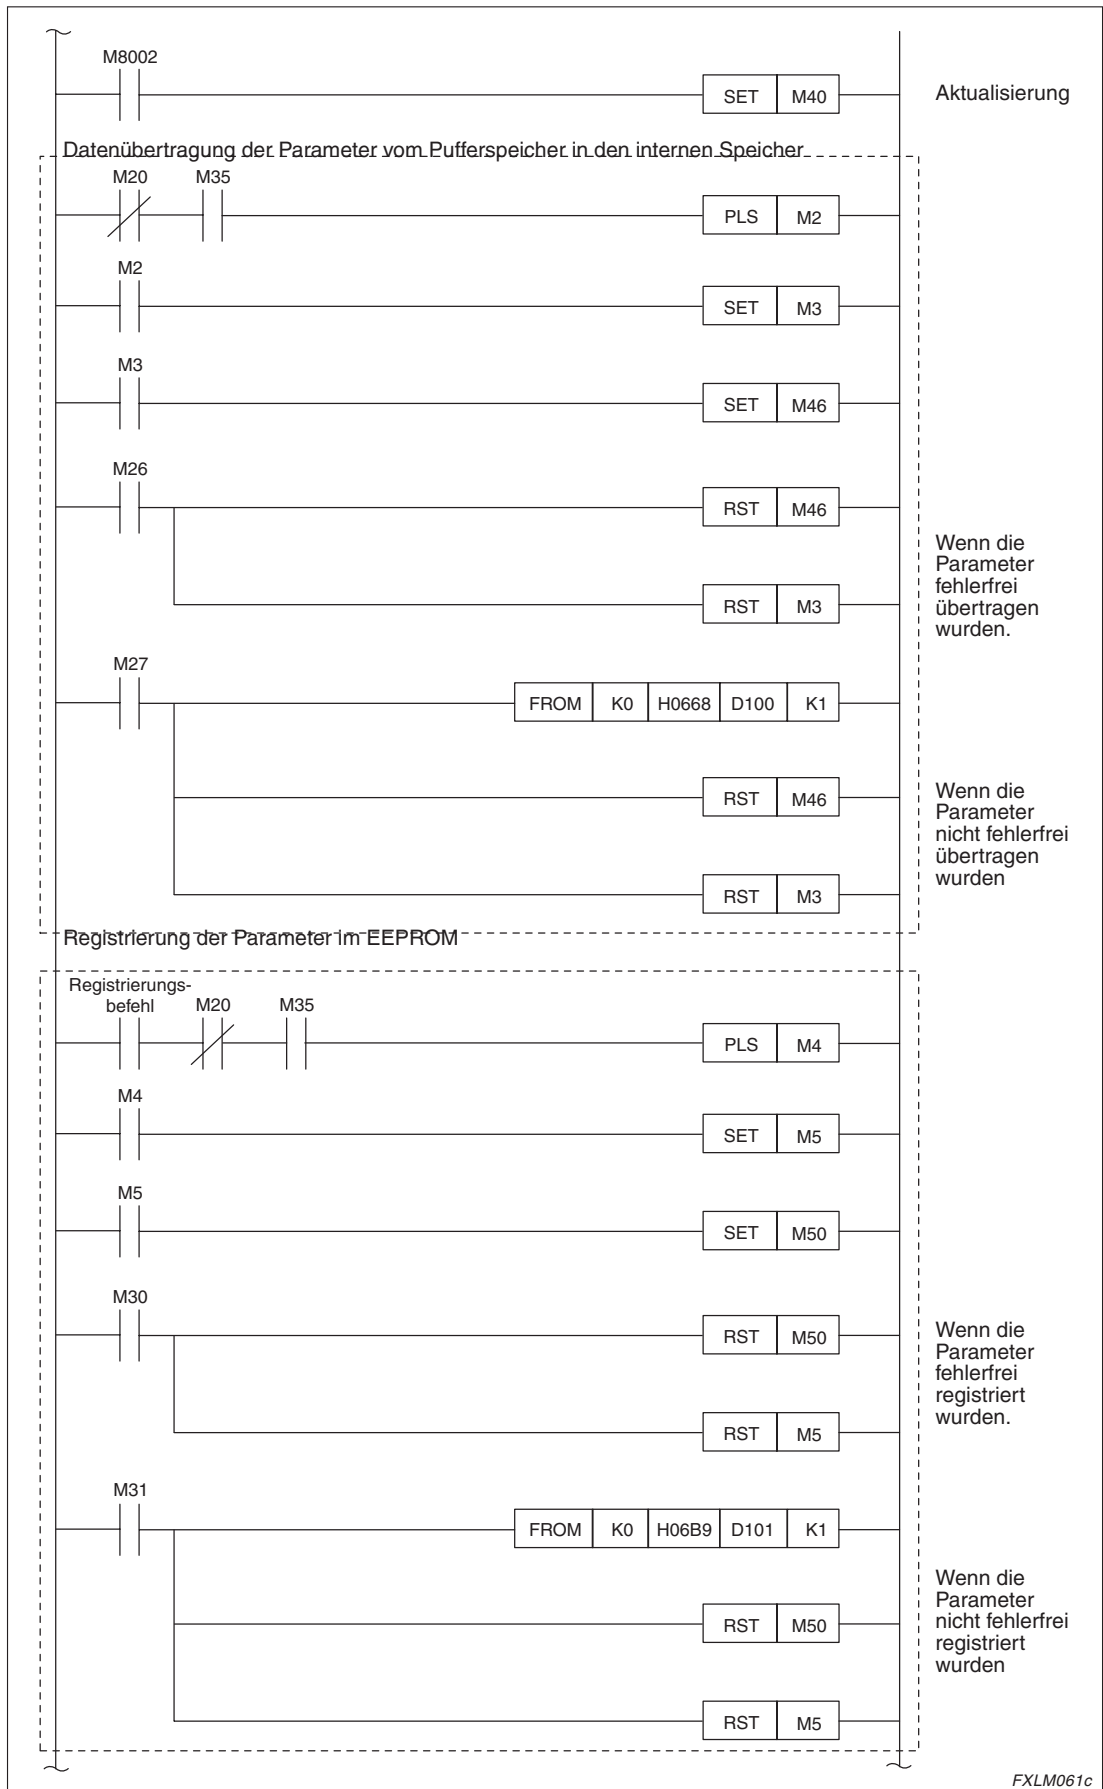 M8002
SET M40
Aktualisierung
Datenübertragung der Parameter vom Pufferspeicher in den internen Speicher
M20 M35
PLS M2
M2
SET M3
M3
SET M46
M26
RST M46
Wenn die
Parameter
fehlerfrei
übertragen
wurden.
RST M3
M27
FROM K0 H0668 D100 K1
RST M46
Wenn die
Parameter
nicht fehlerfrei
übertragen
wurden
RST M3
Registrierung der Parameter im EEPROM
Registrierungs-
befehl M20 M35
PLS M4
M4
SET M5
M5
SET M50
M30
RST M50
Wenn die
Parameter
fehlerfrei
registriert
wurden.
RST M5
M31
FROM K0 H06B9 D101 K1
Wenn die
Parameter
nicht fehlerfrei
registriert
wurden
RST M50
RST M5
FXLM061c